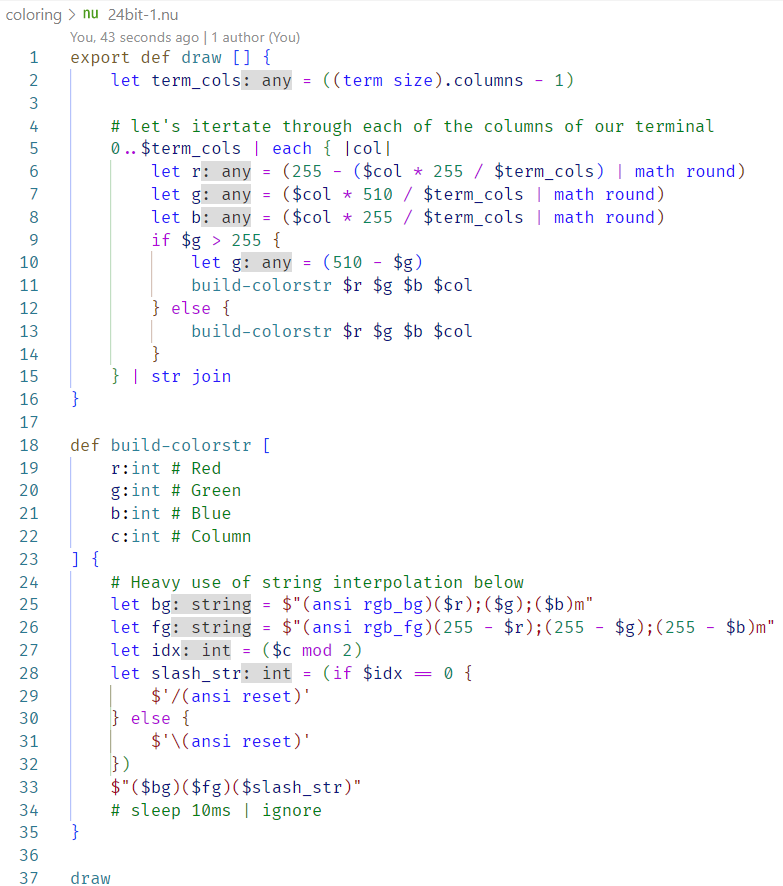 coloring > nu 24bit-1.nu
You, 43 seconds ago | 1 author (You)
1 export def draw [] {
2     let term_cols: any = ((term size).columns - 1)
3
4     # let's itertate through each of the columns of our terminal
5     0..$term_cols | each { |col|
6         let r: any = (255 - ($col * 255 / $term_cols) | math round)
7         let g: any = ($col * 510 / $term_cols | math round)
8         let b: any = ($col * 255 / $term_cols | math round)
9         if $g > 255 {
10             let g: any = (510 - $g)
11             build-colorstr $r $g $b $col
12         } else {
13             build-colorstr $r $g $b $col
14         }
15     } | str join
16 }
17
18 def build-colorstr [
19     r:int # Red
20     g:int # Green
21     b:int # Blue
22     c:int # Column
23 ] {
24     # Heavy use of string interpolation below
25     let bg: string = $"(ansi rgb_bg)($r);($g);($b)m"
26     let fg: string = $"(ansi rgb_fg)(255 - $r);(255 - $g);(255 - $b)m"
27     let idx: int = ($c mod 2)
28     let slash_str: int = (if $idx == 0 {
29         $'/(ansi reset)'
30     } else {
31         $'\(ansi reset)'
32     })
33     $"($bg)($fg)($slash_str)"
34     # sleep 10ms | ignore
35 }
36
37 draw